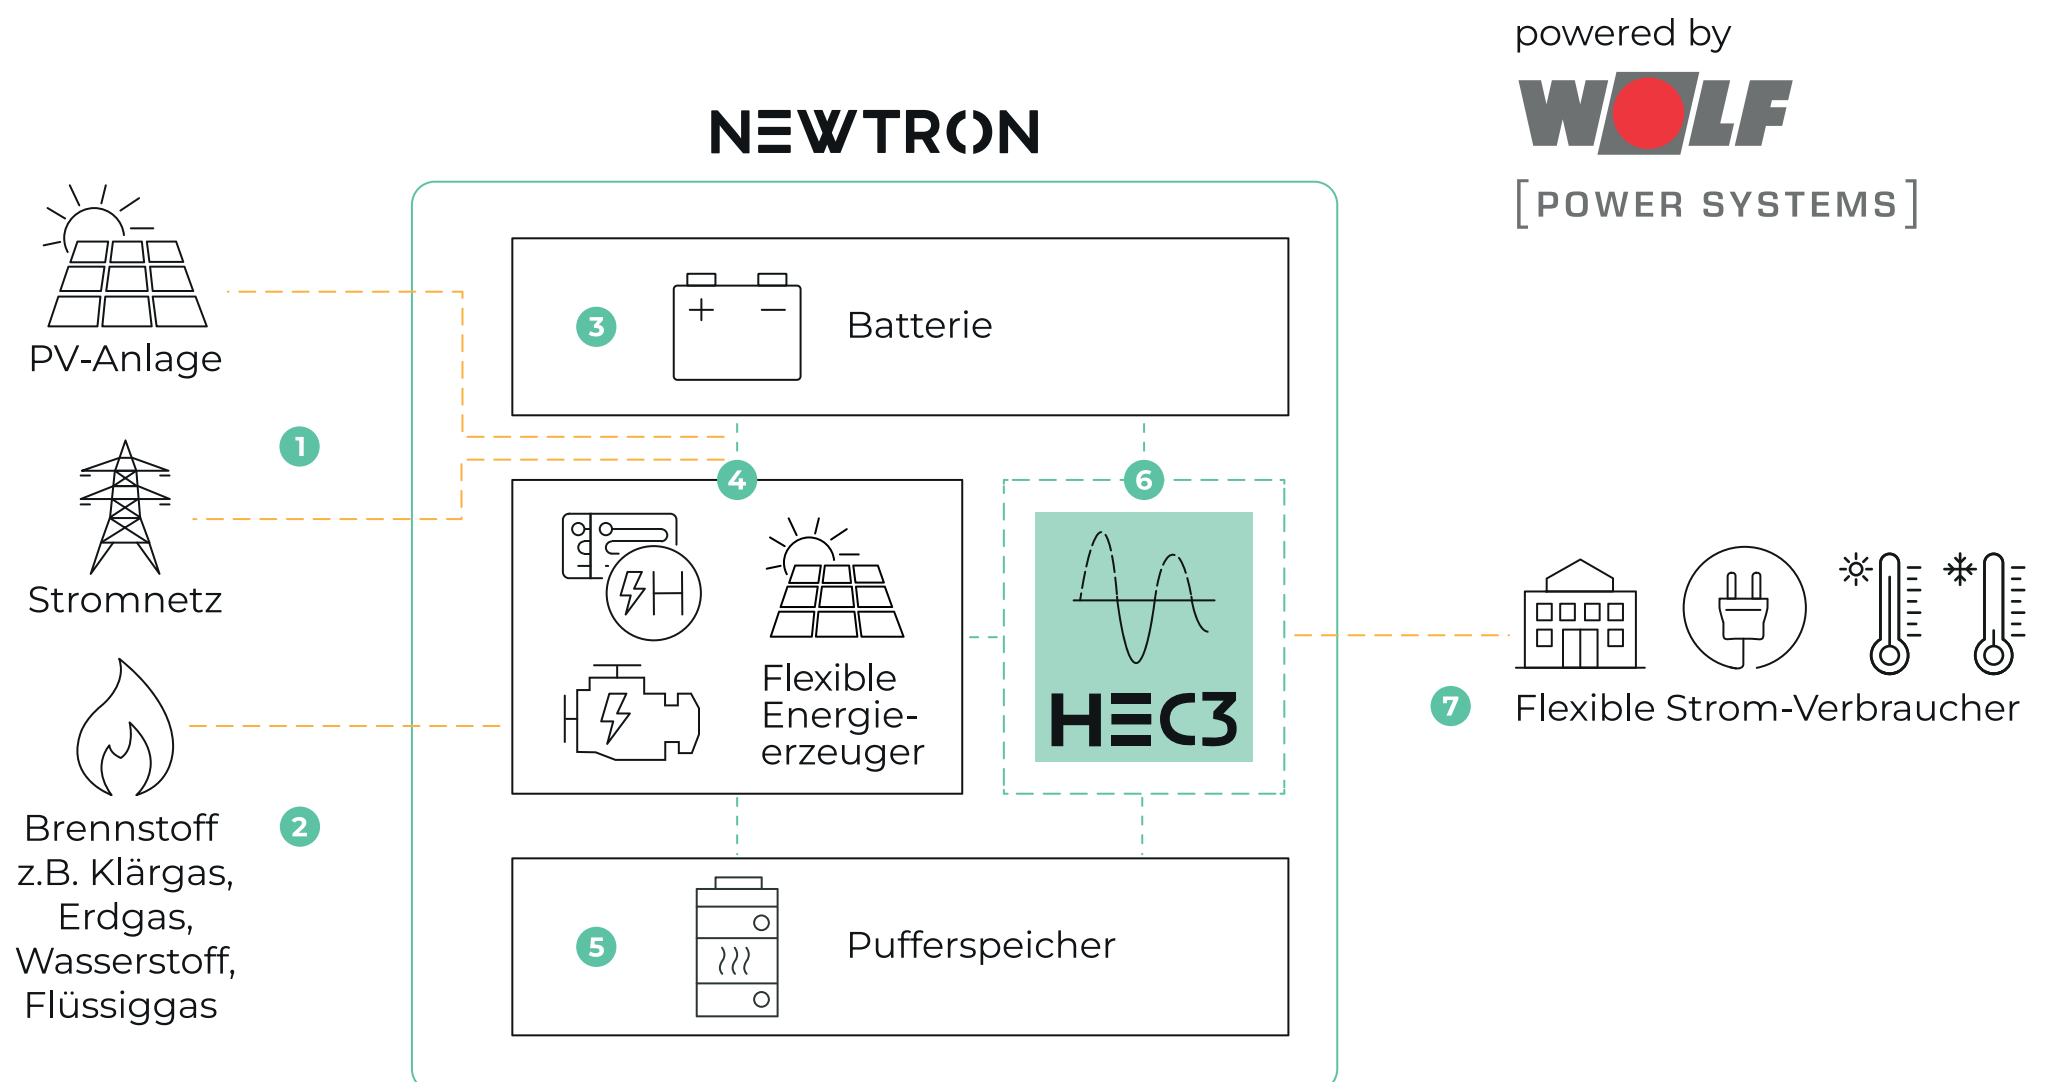 powered by
WOLF
[POWER SYSTEMS]
NEWTRON
PV-Anlage
1
Stromnetz
2
Brennstoff
z.B. Klärgas,
Erdgas,
Wasserstoff,
Flüssiggas
3
+ −
Batterie
4
Flexible
Energie-
erzeuger
6
HEC3
5
Pufferspeicher
7
Flexible Strom-Verbraucher